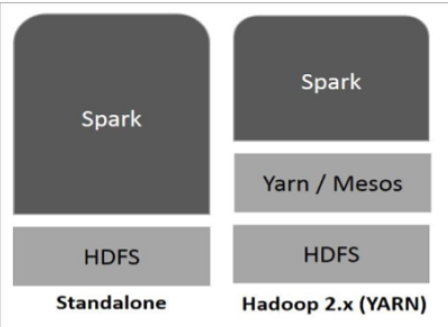 Spark
HDFS
Standalone
Spark
Yarn / Mesos
HDFS
Hadoop 2.x (YARN)